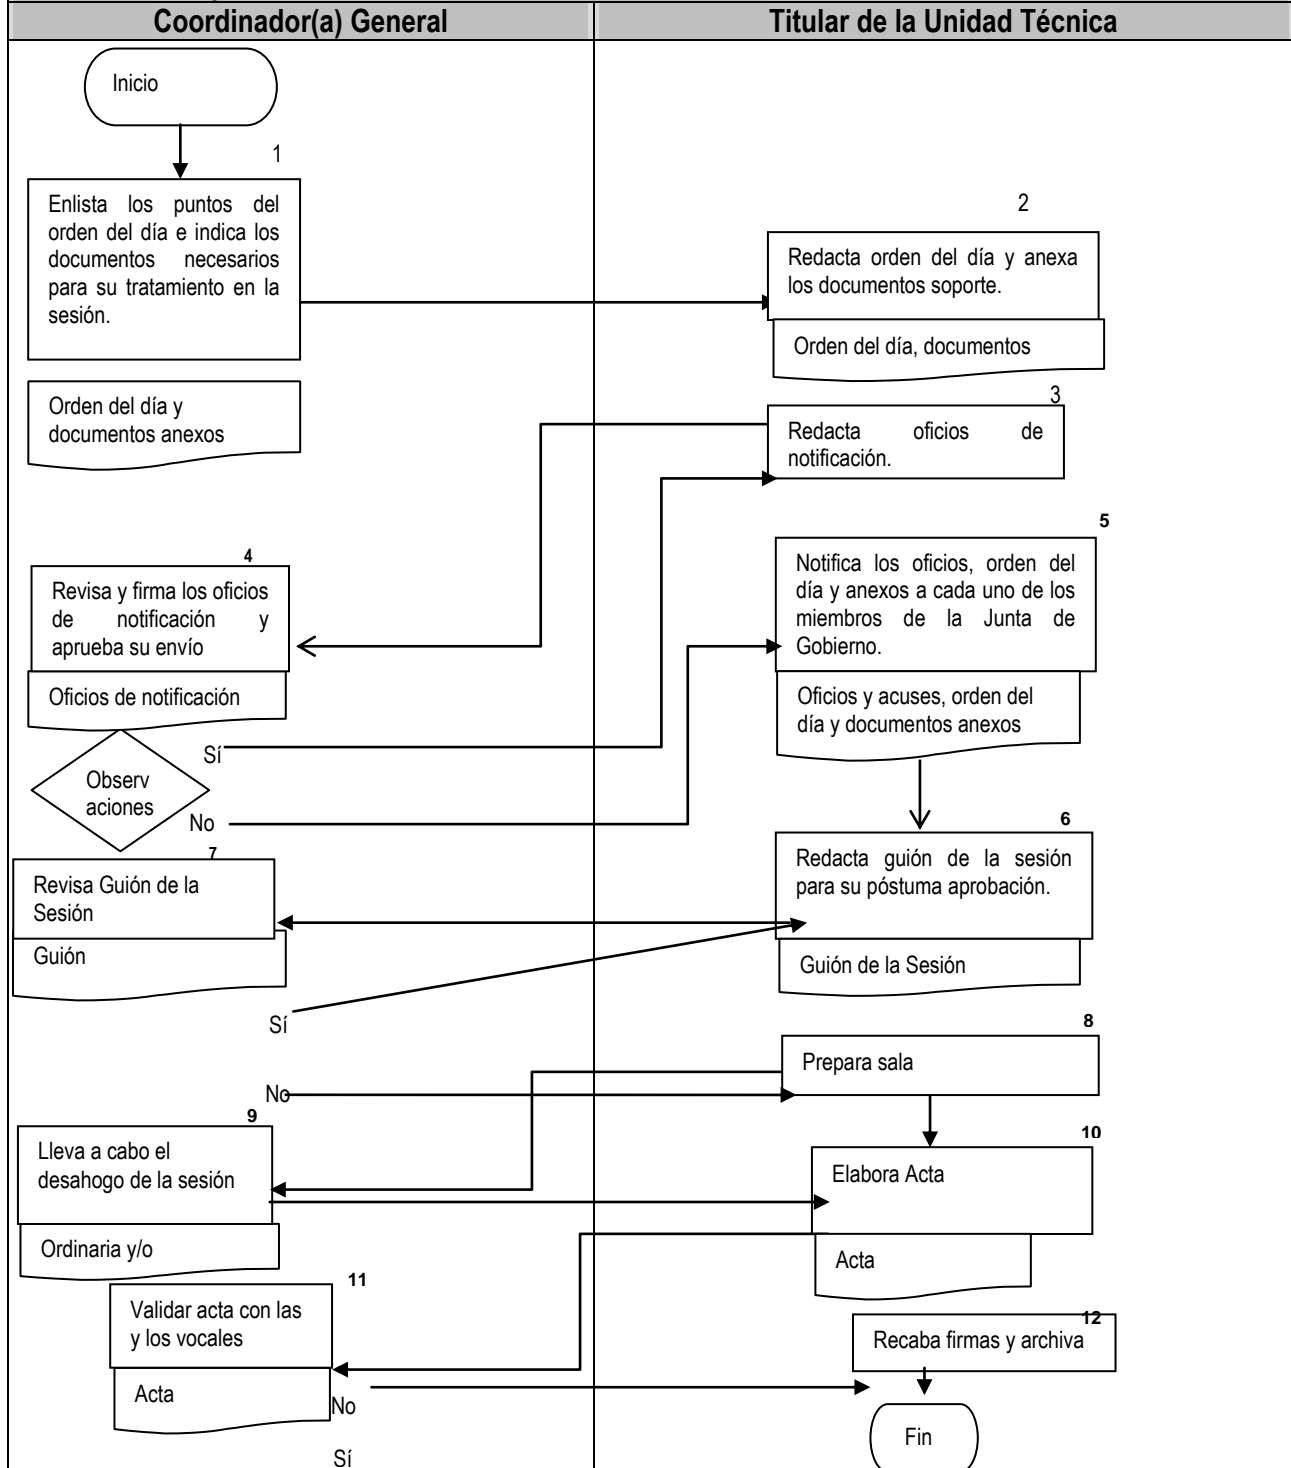 Coordinador(a) General
Titular de la Unidad Técnica
Inicio
1
Enlista los puntos del
orden del día e indica los
documentos necesarios
para su tratamiento en la
sesión.
2
Redacta orden del día y anexa
los documentos soporte.
Orden del día, documentos
Orden del día y
documentos anexos
3
Redacta oficios de
notificación.
4
Revisa y firma los oficios
de notificación y
aprueba su envío
Oficios de notificación
5
Notifica los oficios, orden del
día y anexos a cada uno de los
miembros de la Junta de
Gobierno.
Oficios y acuses, orden del
día y documentos anexos
Observ
aciones
Sí
No
6
Redacta guión de la sesión
para su póstuma aprobación.
Guión de la Sesión
7
Revisa Guión de la
Sesión
Guión
Sí
No
8
Prepara sala
9
Lleva a cabo el
desahogo de la sesión
Ordinaria y/o
10
Elabora Acta
Acta
11
Validar acta con las
y los vocales
Acta
No
Sí
12
Recaba firmas y archiva
Fin